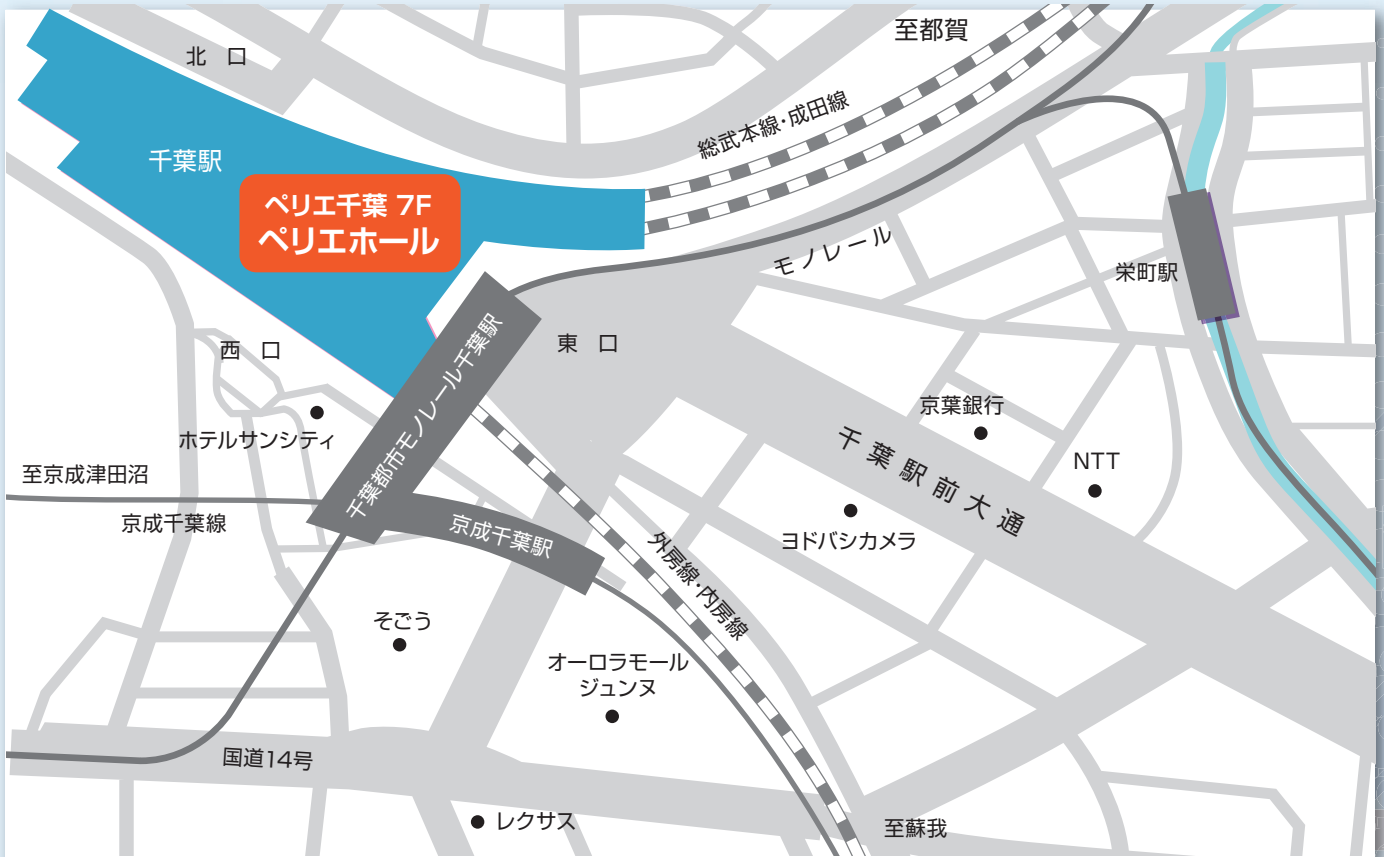 至都賀
北 口
総武本線・成田線
千葉駅
ペリエ千葉 7F
ペリエホール
モノレール
栄町駅
西 口
東 口
千葉都市モノレール千葉駅
ホテルサンシティ
京葉銀行
千葉駅前大通
NTT
至京成津田沼
京成千葉線
京成千葉駅
ヨドバシカメラ
外房線・内房線
そごう
オーロラモール
ジュンヌ
国道14号
レクサス
至蘇我